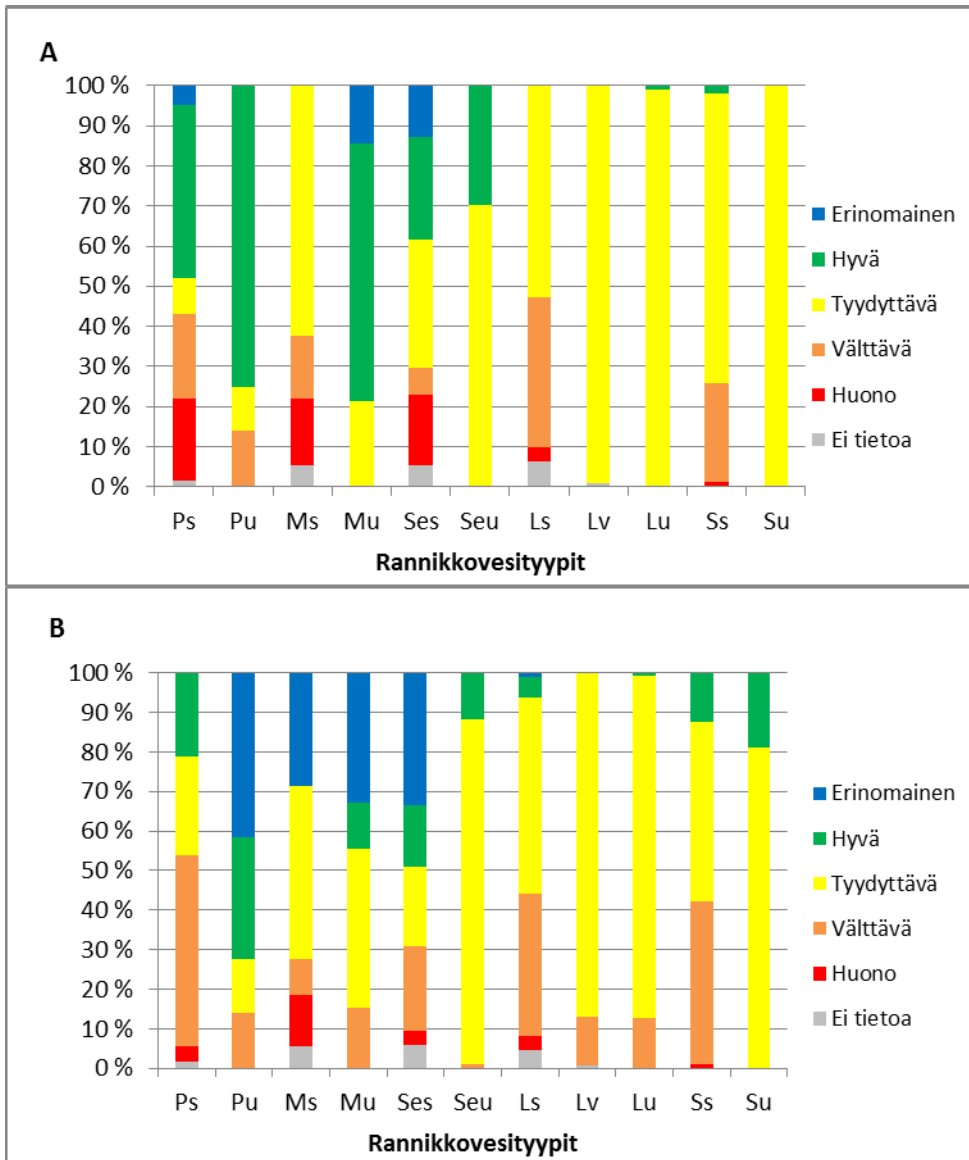 A
100 %
90 %
80 %
70 %
60 %
50 %
40 %
30 %
20 %
10 %
0 %
Ps Pu Ms Mu Ses Seu Ls Lv Lu Ss Su
Rannikkovesityypit
Erinomainen
Hyvä
Tyydyttävä
Välttävä
Huono
Ei tietoa
B
100 %
90 %
80 %
70 %
60 %
50 %
40 %
30 %
20 %
10 %
0 %
Ps Pu Ms Mu Ses Seu Ls Lv Lu Ss Su
Rannikkovesityypit
Erinomainen
Hyvä
Tyydyttävä
Välttävä
Huono
Ei tietoa